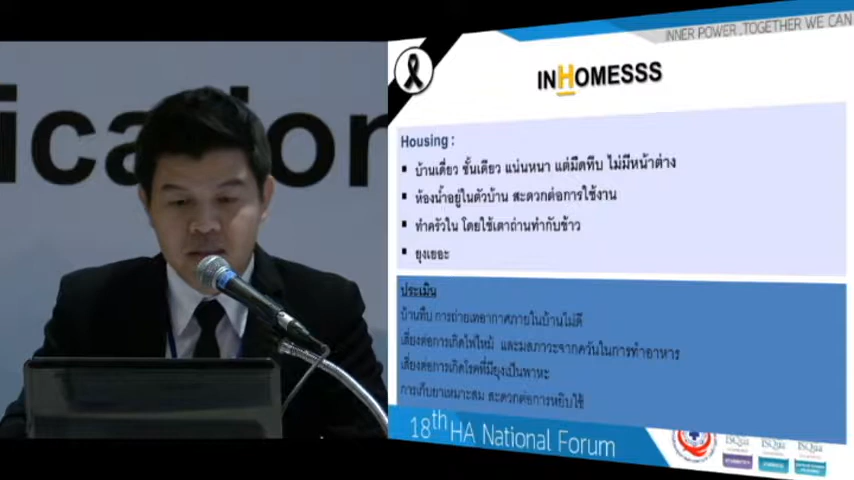 ication
INNER POWER , TOGETHER WE CAN
INHOMESSS
Housing :
▪ บ้านเดี่ยว ชั้นเดียว แน่นหนา แต่มืดทึบ ไม่มีหน้าต่าง
▪ ห้องน้ำอยู่ในตัวบ้าน สะดวกต่อการใช้งาน
▪ ทำครัวใน โดยใช้เตาถ่านทำกับข้าว
▪ ยุงเยอะ
ประเมิน
บ้านทึบ การถ่ายเทอากาศภายในบ้านไม่ดี
เสี่ยงต่อการเกิดไฟไหม้ และมลภาวะจากควันในการทำอาหาร
เสี่ยงต่อการเกิดโรคที่มียุงเป็นพาหะ
การเก็บยาเหมาะสม สะดวกต่อการหยิบใช้
18th HA National Forum
ISQua ISQua ISQua